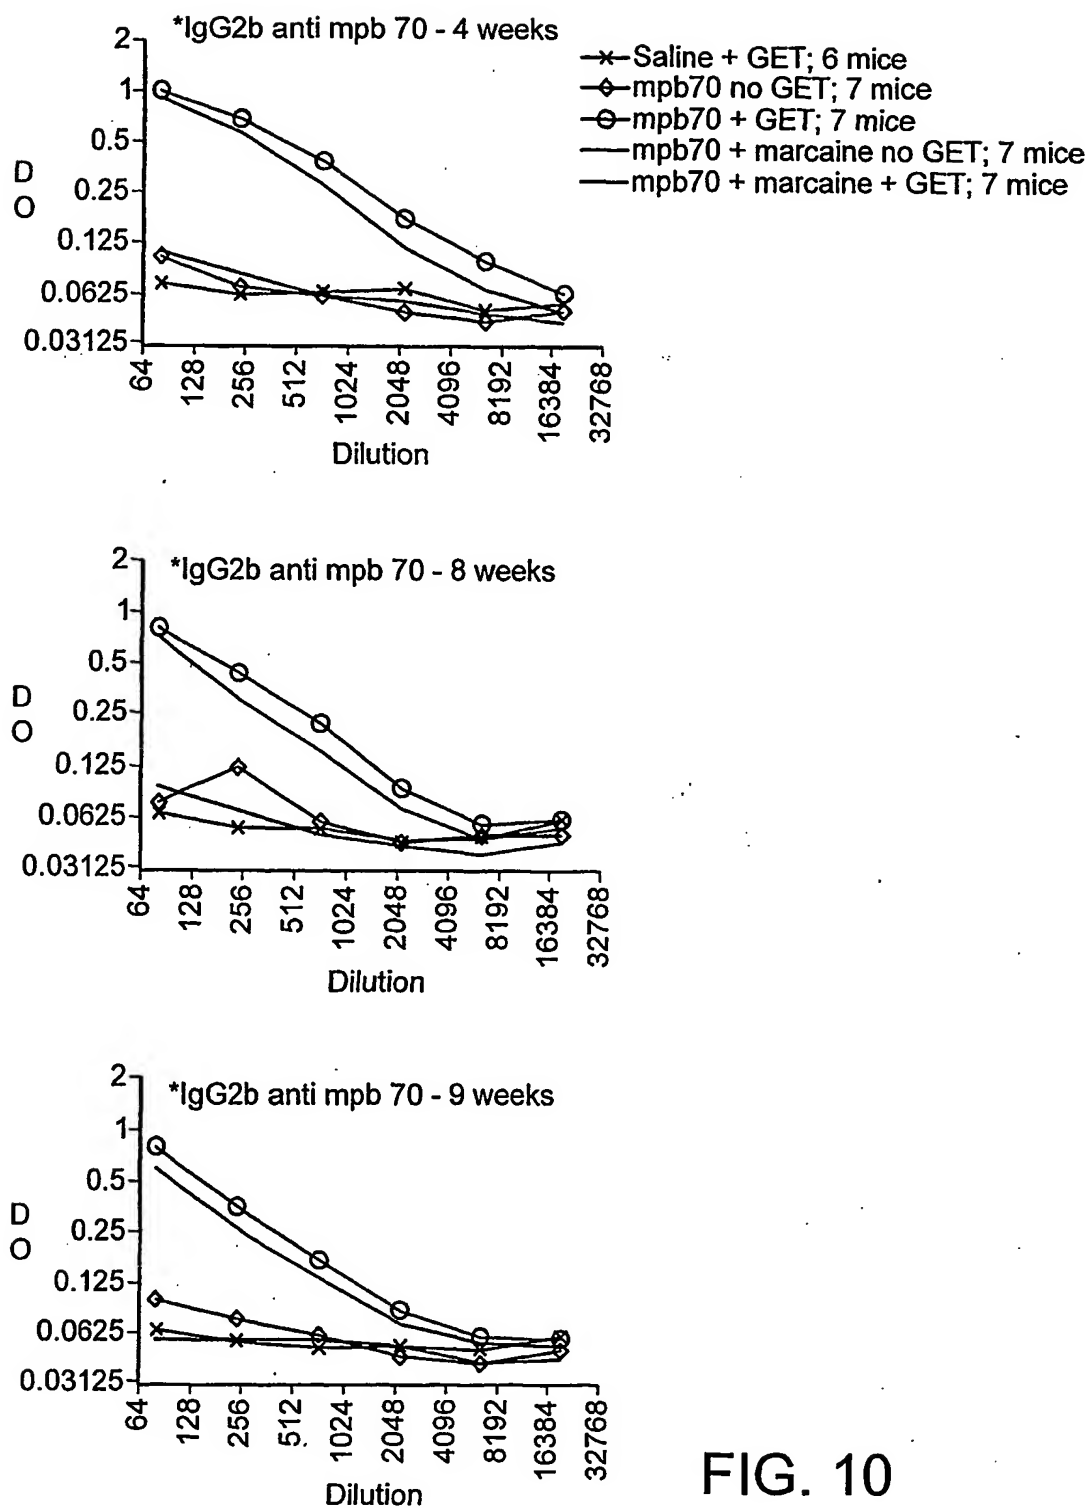 *IgG2b anti mpb 70 - 4 weeks
Saline + GET; 6 mice
mpb70 no GET; 7 mice
mpb70 + GET; 7 mice
mpb70 + marcaine no GET; 7 mice
mpb70 + marcaine + GET; 7 mice
2
1
0.5
0.25
0.125
0.0625
0.03125
D
O
64
128
256
512
1024
2048
4096
8192
16384
32768
Dilution
*IgG2b anti mpb 70 - 8 weeks
2
1
0.5
0.25
0.125
0.0625
0.03125
D
O
64
128
256
512
1024
2048
4096
8192
16384
32768
Dilution
*IgG2b anti mpb 70 - 9 weeks
2
1
0.5
0.25
0.125
0.0625
0.03125
D
O
64
128
256
512
1024
2048
4096
8192
16384
32768
Dilution
FIG. 10